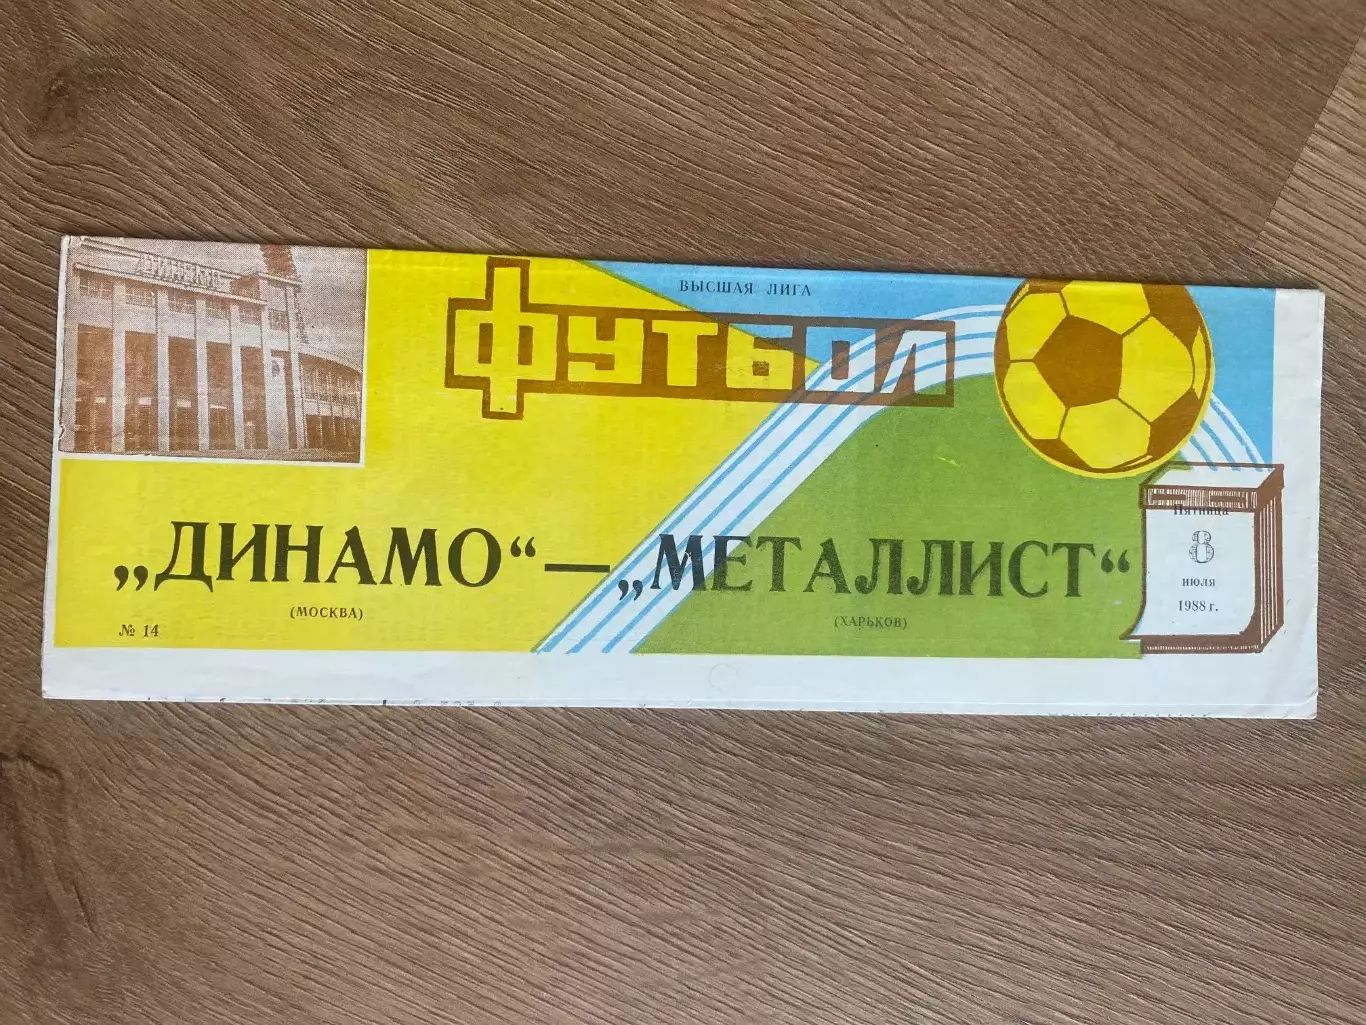 ДИНАМО
ВЫСШАЯ ЛИГА
ФУТБОЛ
„ДИНАМО“ — „МЕТАЛЛИСТ“
(МОСКВА)
(ХАРЬКОВ)
№ 14
Пятница
8
июля
1988 г.